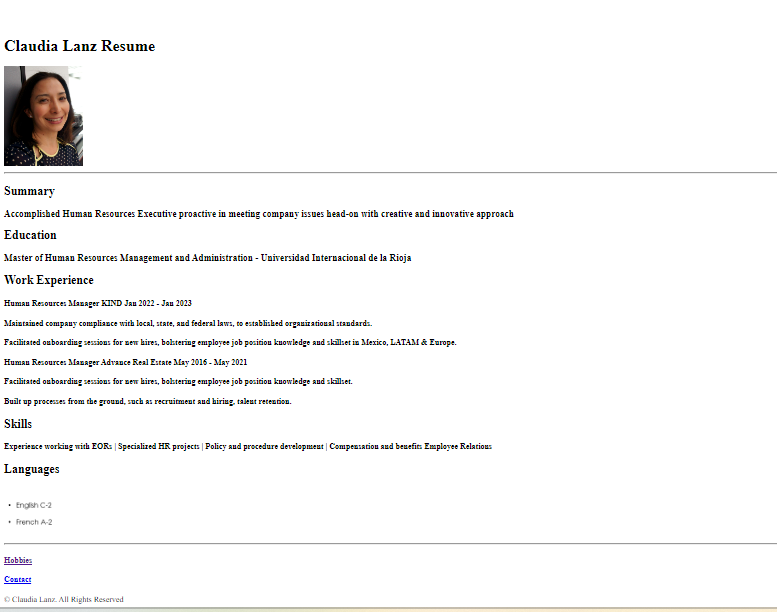 Claudia Lanz Resume
Summary
Accomplished Human Resources Executive proactive in meeting company issues head-on with creative and innovative approach
Education
Master of Human Resources Management and Administration - Universidad Internacional de la Rioja
Work Experience
Human Resources Manager KIND Jan 2022 - Jan 2023
Maintained company compliance with local, state, and federal laws, to established organizational standards.
Facilitated onboarding sessions for new hires, bolstering employee job position knowledge and skillset in Mexico, LATAM & Europe.
Human Resources Manager Advance Real Estate May 2016 - May 2021
Facilitated onboarding sessions for new hires, bolstering employee job position knowledge and skillset.
Built up processes from the ground, such as recruitment and hiring, talent retention.
Skills
Experience working with EORs | Specialized HR projects | Policy and procedure development | Compensation and benefits Employee Relations
Languages
• English C-2
• French A-2
Hobbies
Contact
© Claudia Lanz. All Rights Reserved